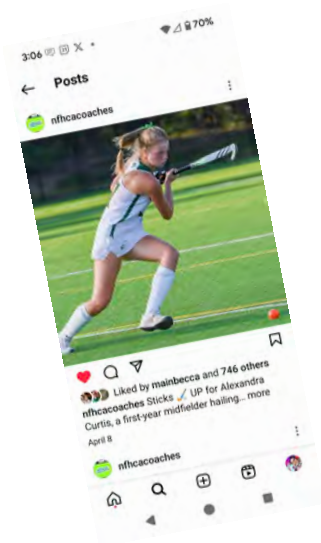 3:06
70%
Posts
nfhcacoaches
Liked by mainbecca and 746 others
nfhcacoaches Sticks 🏑 UP for Alexandra
Curtis, a first-year midfielder hailing... more
April 8
nfhcacoaches